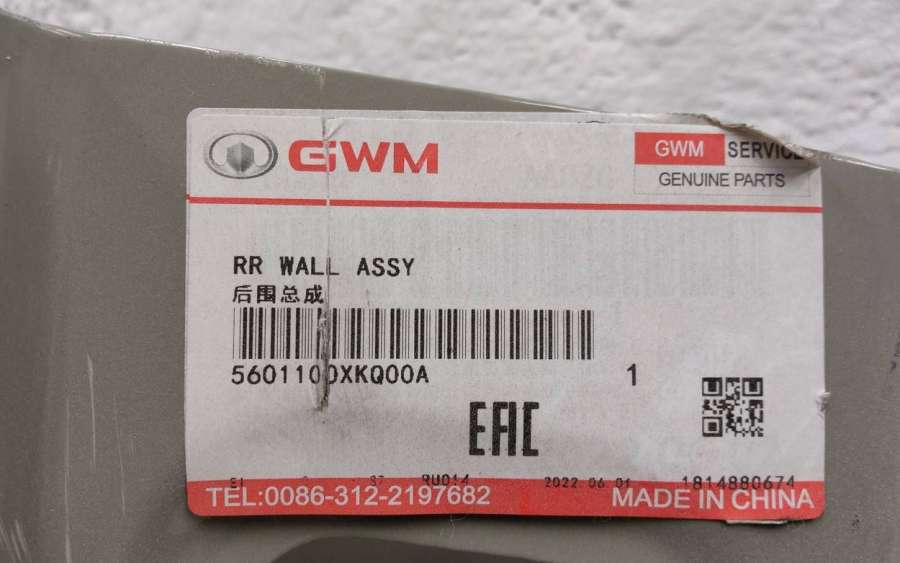 GWM
GWM SERVICE
GENUINE PARTS
RR WALL ASSY
后围总成
5601100XKQ00A 1
EAC
RU014 2022 06 01 1814880674
TEL:0086-312-2197682 MADE IN CHINA